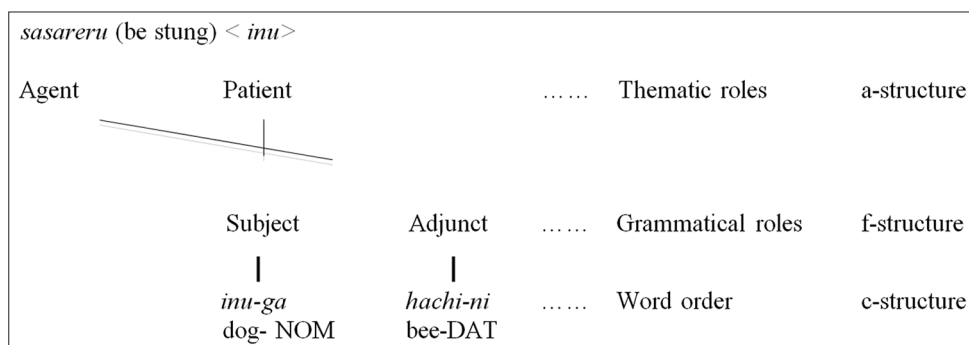 sasareru (be stung) < inu>
Agent Patient …… Thematic roles a-structure
Subject Adjunct …… Grammatical roles f-structure
inu-ga hachi-ni …… Word order c-structure
dog- NOM bee-DAT